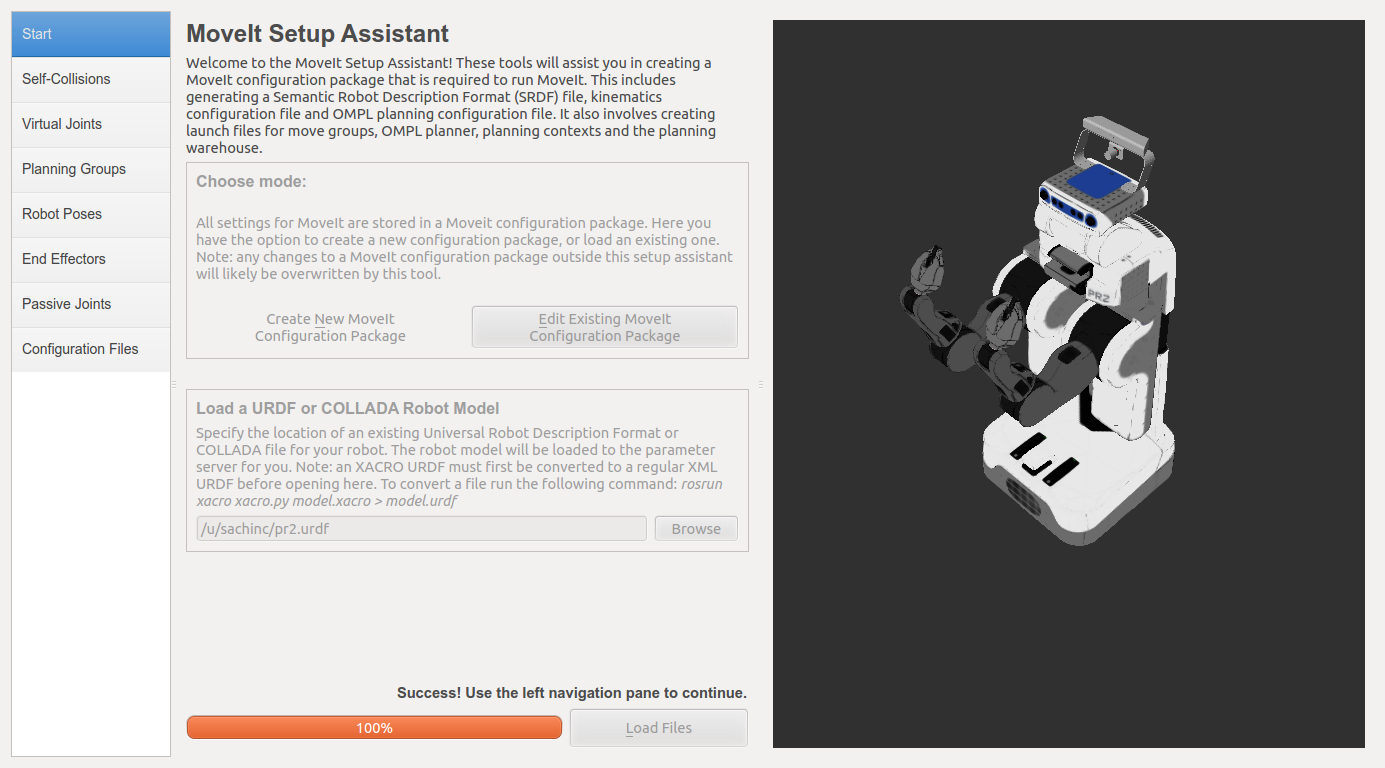 Start
Self-Collisions
Virtual Joints
Planning Groups
Robot Poses
End Effectors
Passive Joints
Configuration Files
MoveIt Setup Assistant
Welcome to the MoveIt Setup Assistant! These tools will assist you in creating a
MoveIt configuration package that is required to run MoveIt. This includes
generating a Semantic Robot Description Format (SRDF) file, kinematics
configuration file and OMPL planning configuration file. It also involves creating
launch files for move groups, OMPL planner, planning contexts and the planning
warehouse.
Choose mode:
All settings for MoveIt are stored in a Moveit configuration package. Here you
have the option to create a new configuration package, or load an existing one.
Note: any changes to a MoveIt configuration package outside this setup assistant
will likely be overwritten by this tool.
Create New MoveIt
Configuration Package
Edit Existing MoveIt
Configuration Package
Load a URDF or COLLADA Robot Model
Specify the location of an existing Universal Robot Description Format or
COLLADA file for your robot. The robot model will be loaded to the parameter
server for you. Note: an XACRO URDF must first be converted to a regular XML
URDF before opening here. To convert a file run the following command: rosrun
xacro xacro.py model.xacro > model.urdf
/u/sachinc/pr2.urdf
Browse
Success! Use the left navigation pane to continue.
100%
Load Files
PR2